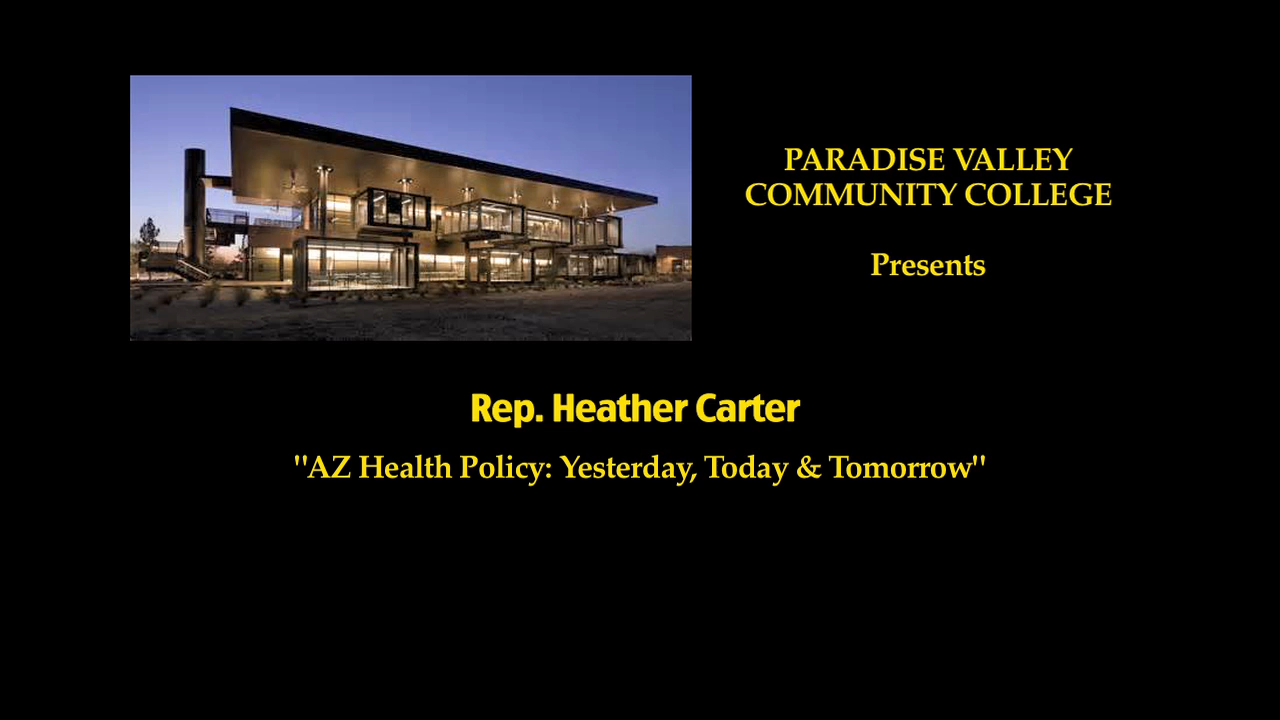 PARADISE VALLEY
COMMUNITY COLLEGE
Presents
Rep. Heather Carter
"AZ Health Policy: Yesterday, Today & Tomorrow"